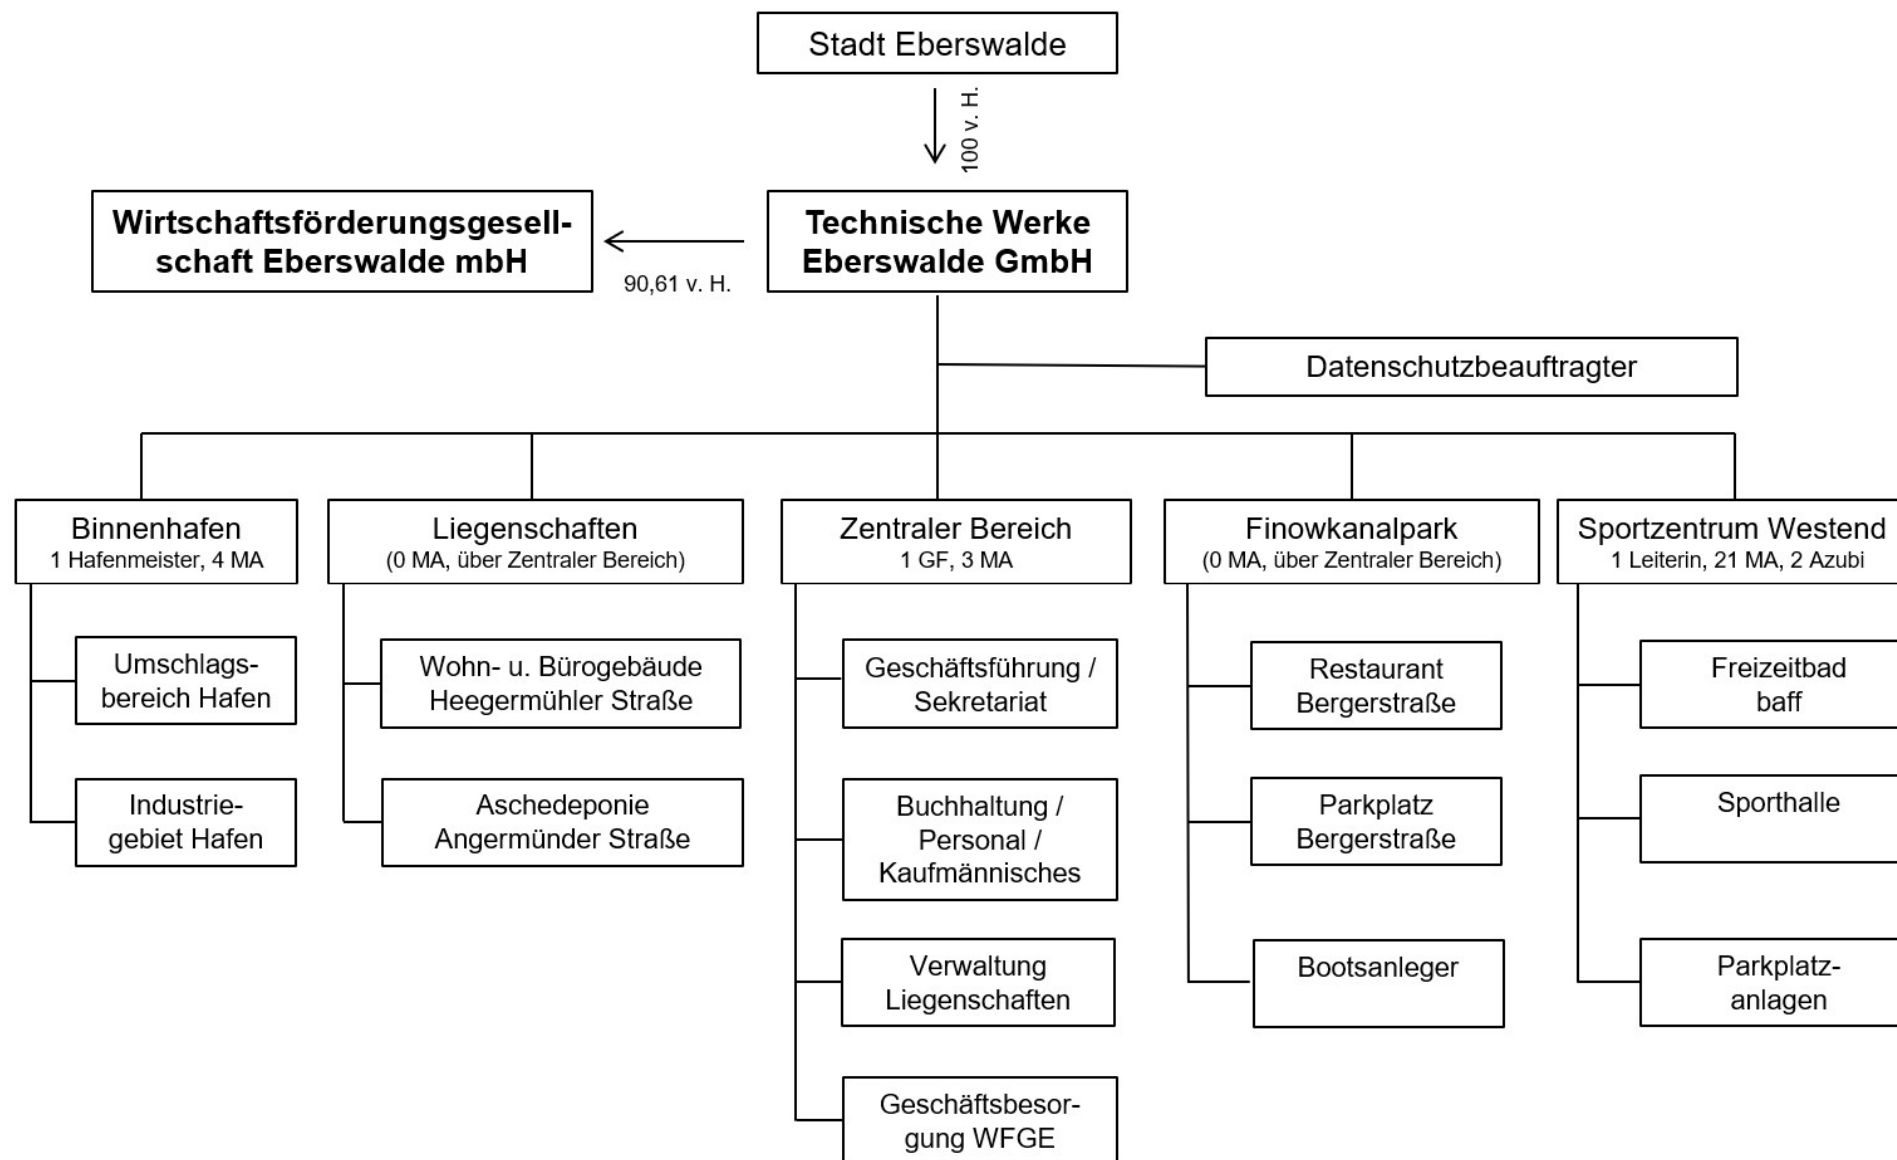 Stadt Eberswalde
100 v. H.
Wirtschaftsförderungsgesell-
schaft Eberswalde mbH
90,61 v. H.
Technische Werke
Eberswalde GmbH
Datenschutzbeauftragter
Binnenhafen
1 Hafenmeister, 4 MA
Umschlags-
bereich Hafen
Industrie-
gebiet Hafen
Liegenschaften
(0 MA, über Zentraler Bereich)
Wohn- u. Bürogebäude
Heegermühler Straße
Aschedeponie
Angermünder Straße
Zentraler Bereich
1 GF, 3 MA
Geschäftsführung /
Sekretariat
Buchhaltung /
Personal /
Kaufmännisches
Verwaltung
Liegenschaften
Geschäftsbesor-
gung WFGE
Finowkanalpark
(0 MA, über Zentraler Bereich)
Restaurant
Bergerstraße
Parkplatz
Bergerstraße
Bootsanleger
Sportzentrum Westend
1 Leiterin, 21 MA, 2 Azubi
Freizeitbad
baff
Sporthalle
Parkplatz-
anlagen